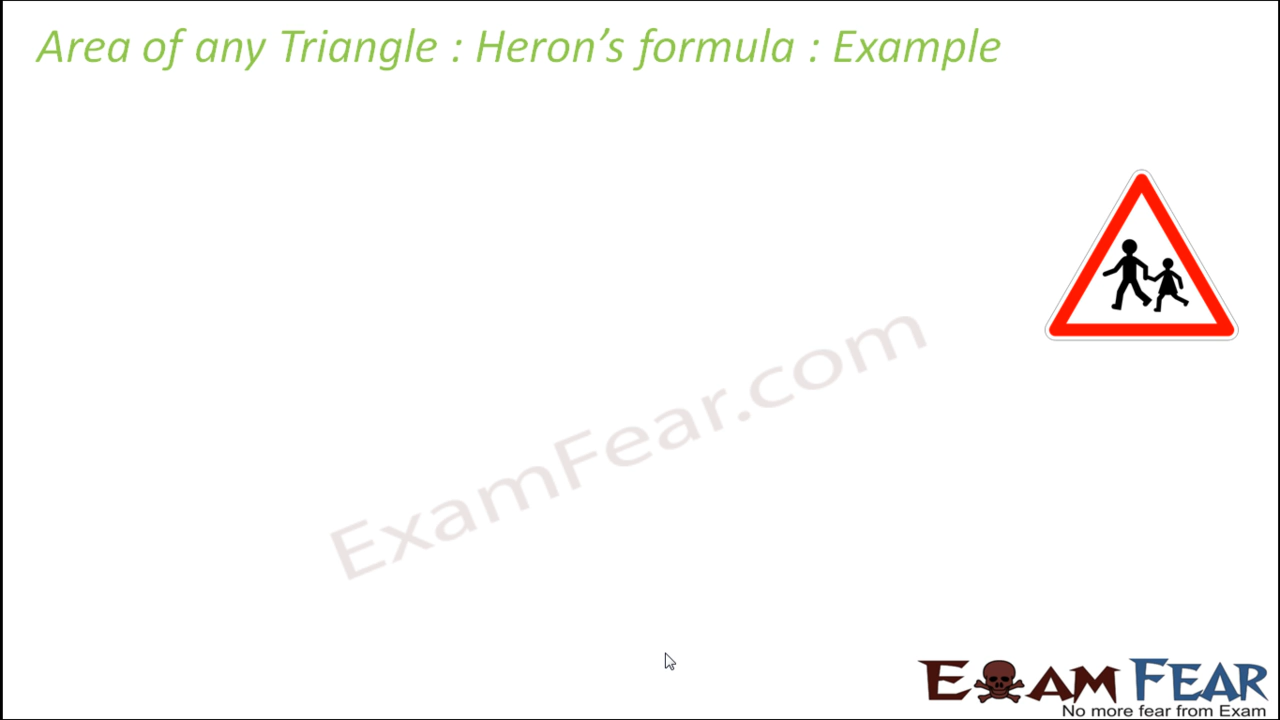 Area of any Triangle : Heron's formula : Example
ExamFear.com
EXAM FEAR
No more fear from Exam